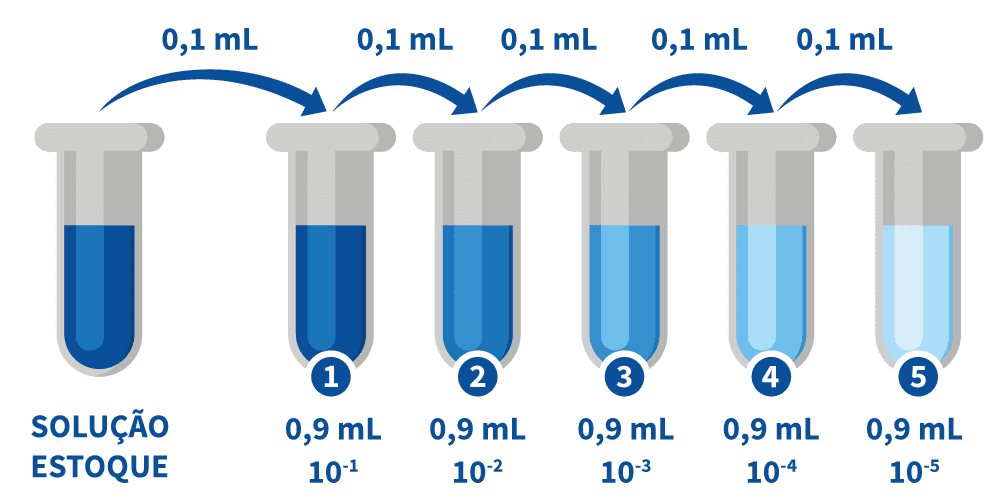 0,1 mL 0,1 mL 0,1 mL 0,1 mL 0,1 mL
1 2 3 4 5
SOLUÇÃO 0,9 mL 0,9 mL 0,9 mL 0,9 mL 0,9 mL
ESTOQUE 10⁻¹ 10⁻² 10⁻³ 10⁻⁴ 10⁻⁵